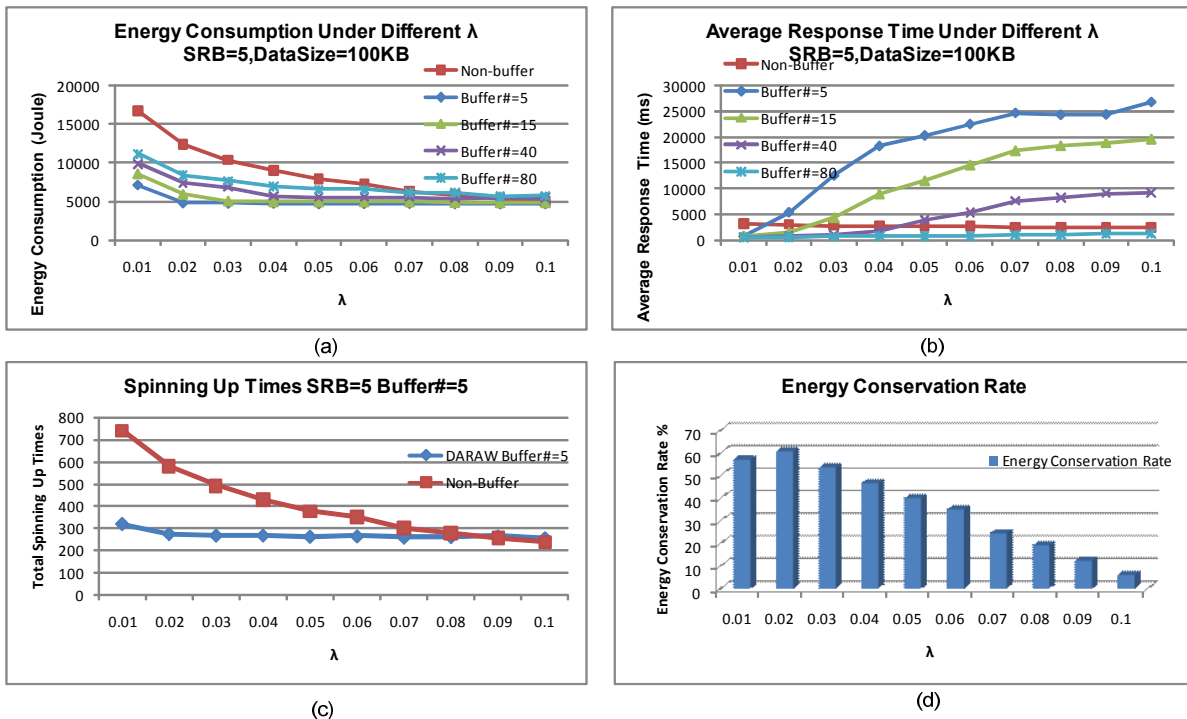 Energy Consumption Under Different λ
SRB=5,DataSize=100KB
Non-buffer
Buffer#=5
Buffer#=15
Buffer#=40
Buffer#=80
Energy Consumption (Joule)
20000
15000
10000
5000
0
0.01 0.02 0.03 0.04 0.05 0.06 0.07 0.08 0.09 0.1
λ
(a)
Average Response Time Under Different λ
SRB=5,DataSize=100KB
Non-Buffer
Buffer#=5
Buffer#=15
Buffer#=40
Buffer#=80
Average Response Time (ms)
30000
25000
20000
15000
10000
5000
0
0.01 0.02 0.03 0.04 0.05 0.06 0.07 0.08 0.09 0.1
λ
(b)
Spinning Up Times SRB=5 Buffer#=5
Total Spinning Up Times
800
700
600
500
400
300
200
100
0
DARAW Buffer#=5
Non-Buffer
0.01 0.02 0.03 0.04 0.05 0.06 0.07 0.08 0.09 0.1
λ
(c)
Energy Conservation Rate
Energy Conservation Rate %
70
60
50
40
30
20
10
0
Energy Conservation Rate
0.01 0.02 0.03 0.04 0.05 0.06 0.07 0.08 0.09 0.1
λ
(d)